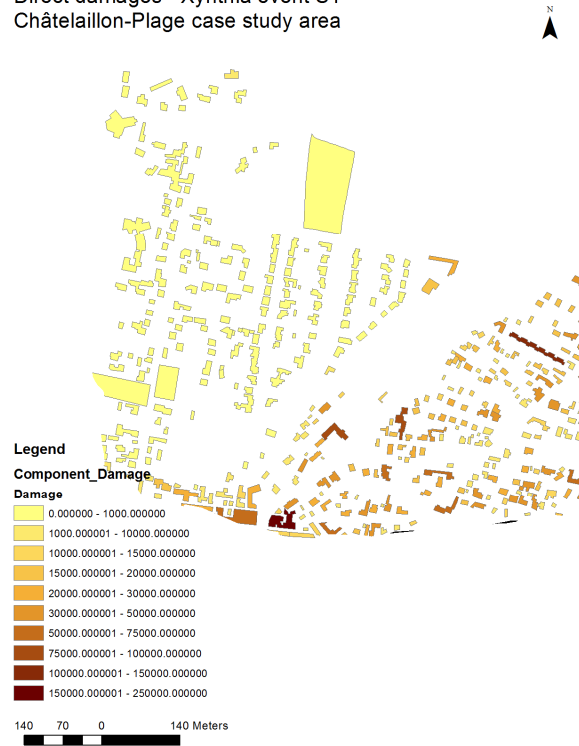 Châtelaillon-Plage case study area
N
Legend
Component_Damage
Damage
0.000000 - 1000.000000
1000.000001 - 10000.000000
10000.000001 - 15000.000000
15000.000001 - 20000.000000
20000.000001 - 30000.000000
30000.000001 - 50000.000000
50000.000001 - 75000.000000
75000.000001 - 100000.000000
100000.000001 - 150000.000000
150000.000001 - 250000.000000
140 70 0 140 Meters